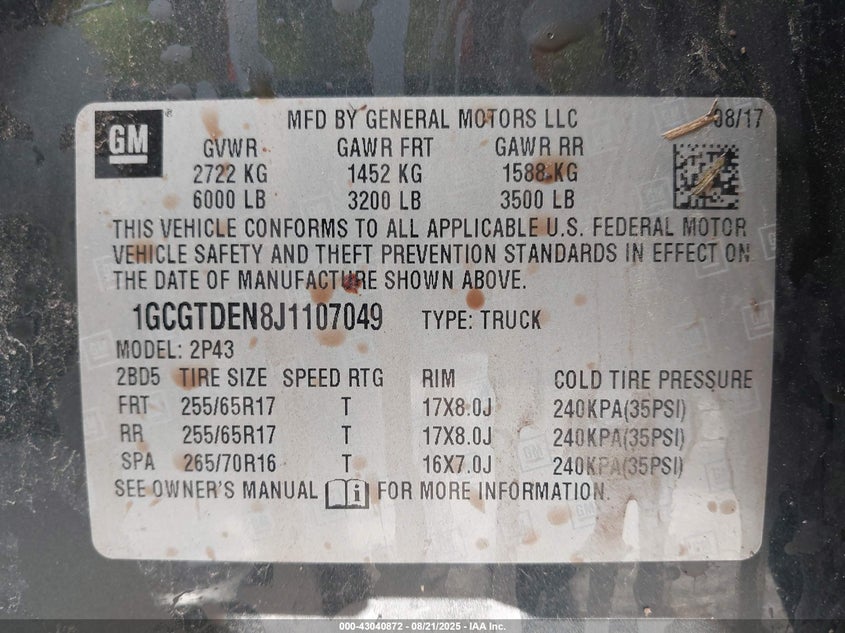 GM
MFD BY GENERAL MOTORS LLC 08/17
GVWR GAWR FRT GAWR RR
2722 KG 1452 KG 1588 KG
6000 LB 3200 LB 3500 LB
THIS VEHICLE CONFORMS TO ALL APPLICABLE U.S. FEDERAL MOTOR
VEHICLE SAFETY AND THEFT PREVENTION STANDARDS IN EFFECT ON
THE DATE OF MANUFACTURE SHOWN ABOVE.
1GCGTDEN8J1107049 TYPE: TRUCK
MODEL: 2P43
2BD5 TIRE SIZE SPEED RTG RIM COLD TIRE PRESSURE
FRT 255/65R17 T 17X8.0J 240KPA(35PSI)
RR 255/65R17 T 17X8.0J 240KPA(35PSI)
SPA 265/70R16 T 16X7.0J 240KPA(35PSI)
SEE OWNER'S MANUAL FOR MORE INFORMATION.
000-43040872 - 08/21/2025 - IAA Inc.